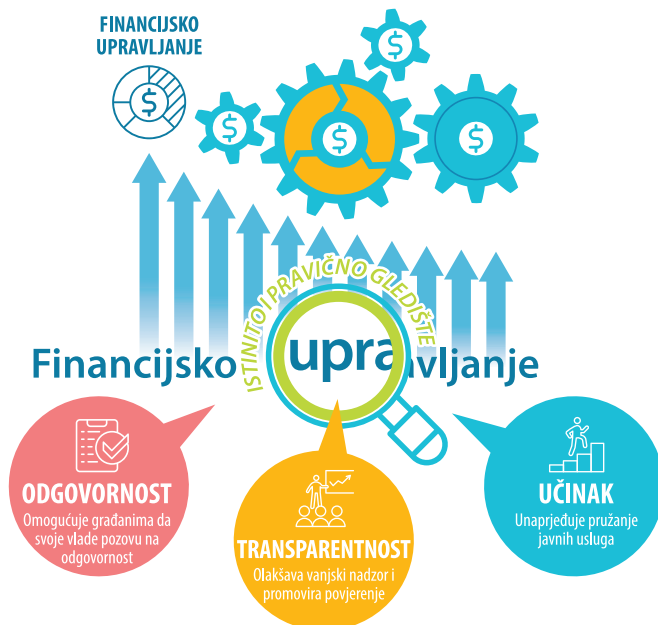 FINANCIJSKO
UPRAVLJANJE
$
$
$
$
$
ISTINITO I PRAVIČNO GLEDIŠTE
Financijsko upravljanje
ODGOVORNOST
Omogućuje građanima da
svoje vlade pozovu na
odgovornost
TRANSPARENTNOST
Olakšava vanjski nadzor i
promovira povjerenje
UČINAK
Unaprjeđuje pružanje
javnih usluga